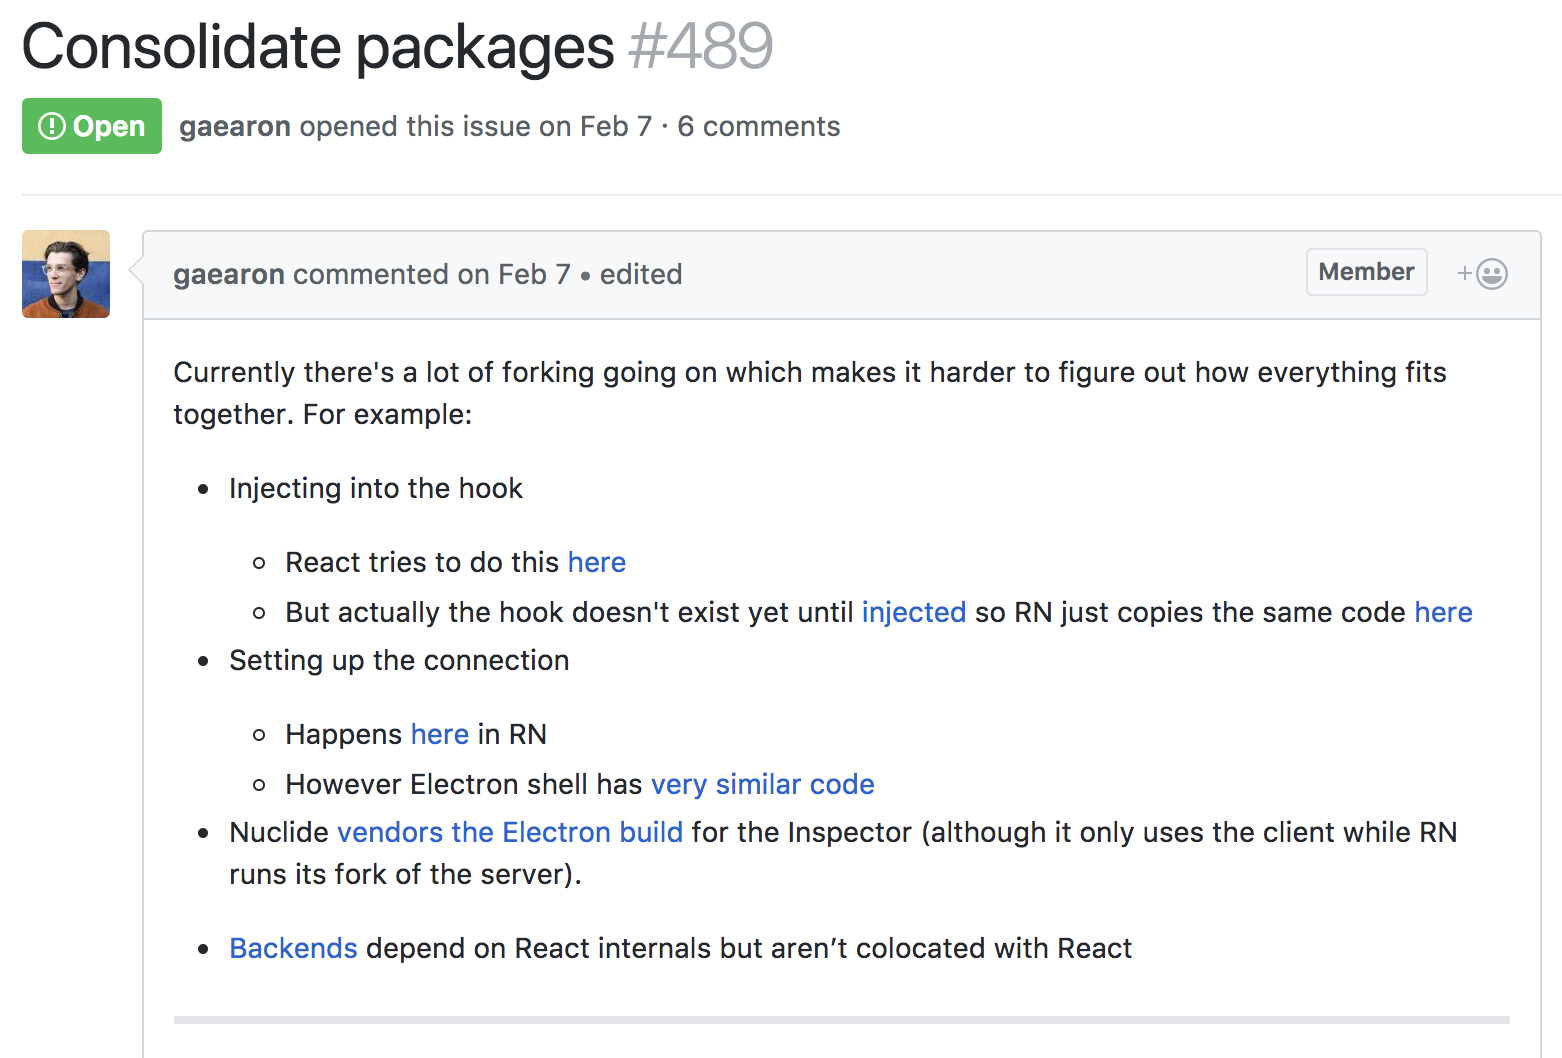 Consolidate packages #489
Open gaearon opened this issue on Feb 7 · 6 comments
gaearon commented on Feb 7 • edited Member +
Currently there's a lot of forking going on which makes it harder to figure out how everything fits
together. For example:
• Injecting into the hook
◦ React tries to do this here
◦ But actually the hook doesn't exist yet until injected so RN just copies the same code here
• Setting up the connection
◦ Happens here in RN
◦ However Electron shell has very similar code
• Nuclide vendors the Electron build for the Inspector (although it only uses the client while RN
runs its fork of the server).
• Backends depend on React internals but aren’t colocated with React